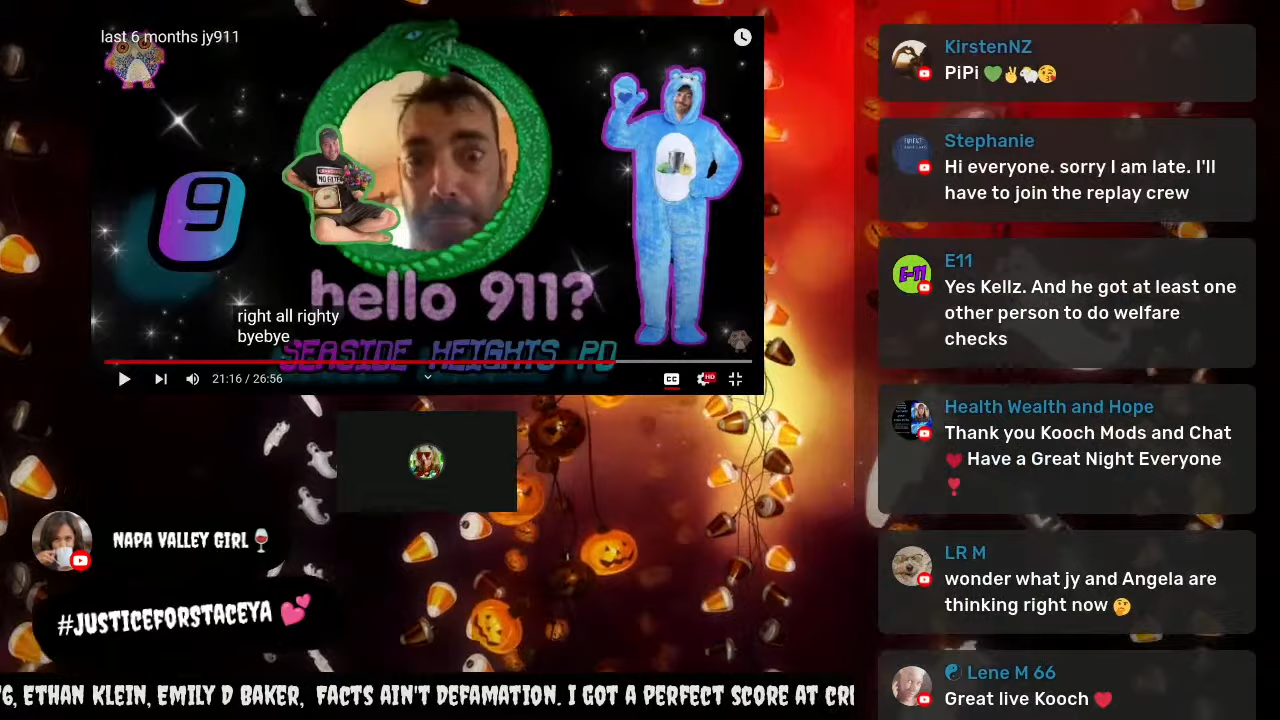 last 6 months jy911
9
hello 911?
right all righty
byebye
SEASIDE HEIGHTS PD
21:16 / 26:56
CC
HD
NAPA VALLEY GIRL🍷
#JUSTICEFORSTACEYA 💕
G, ETHAN KLEIN, EMILY D BAKER, FACTS AIN'T DEFAMATION. I GOT A PERFECT SCORE AT CRI
KirstenNZ
PiPi 💚✌️🐑😘
Stephanie
Hi everyone. sorry I am late. I'll
have to join the replay crew
E-11
E11
Yes Kellz. And he got at least one
other person to do welfare
checks
Health Wealth and Hope
Thank you Kooch Mods and Chat
♥️ Have a Great Night Everyone
❣️
LR M
wonder what jy and Angela are
thinking right now 🤔
☯️ Lene M 66
Great live Kooch ❤️